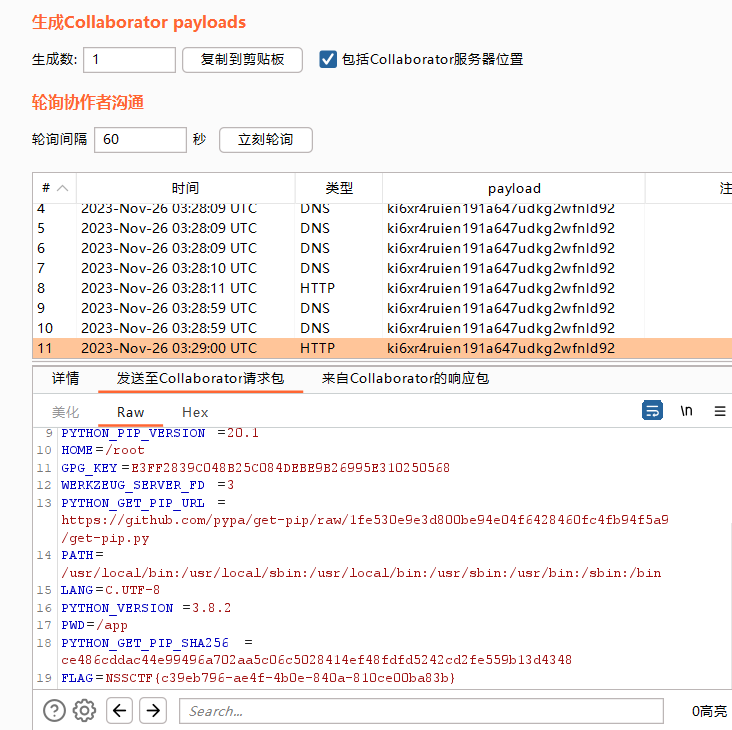 生成Collaborator payloads
生成数: 1 复制到剪贴板 包括Collaborator服务器位置
轮询协作者沟通
轮询间隔 60 秒 立刻轮询
# 时间 类型 payload 注
4 2023-Nov-26 03:28:09 UTC DNS ki6xr4ruien191a647udkg2wfnld92
5 2023-Nov-26 03:28:09 UTC DNS ki6xr4ruien191a647udkg2wfnld92
6 2023-Nov-26 03:28:09 UTC DNS ki6xr4ruien191a647udkg2wfnld92
7 2023-Nov-26 03:28:10 UTC DNS ki6xr4ruien191a647udkg2wfnld92
8 2023-Nov-26 03:28:11 UTC HTTP ki6xr4ruien191a647udkg2wfnld92
9 2023-Nov-26 03:28:59 UTC DNS ki6xr4ruien191a647udkg2wfnld92
10 2023-Nov-26 03:28:59 UTC DNS ki6xr4ruien191a647udkg2wfnld92
11 2023-Nov-26 03:29:00 UTC HTTP ki6xr4ruien191a647udkg2wfnld92
详情 发送至Collaborator请求包 来自Collaborator的响应包
美化 Raw Hex \n
9 PYTHON_PIP_VERSION =20.1
10 HOME=/root
11 GPG_KEY=E3FF2839C048B25C084DEBE9B26995E310250568
12 WERKZEUG_SERVER_FD =3
13 PYTHON_GET_PIP_URL =
https://github.com/pypa/get-pip/raw/1fe530e9e3d800be94e04f6428460fc4fb94f5a9
/get-pip.py
14 PATH=
/usr/local/bin:/usr/local/sbin:/usr/local/bin:/usr/sbin:/usr/bin:/sbin:/bin
15 LANG=C.UTF-8
16 PYTHON_VERSION =3.8.2
17 PWD=/app
18 PYTHON_GET_PIP_SHA256 =
ce486cddac44e99496a702aa5c06c5028414ef48fdfd5242cd2fe559b13d4348
19 FLAG=NSSCTF{c39eb796-ae4f-4b0e-840a-810ce00ba83b}
Search... 0高亮